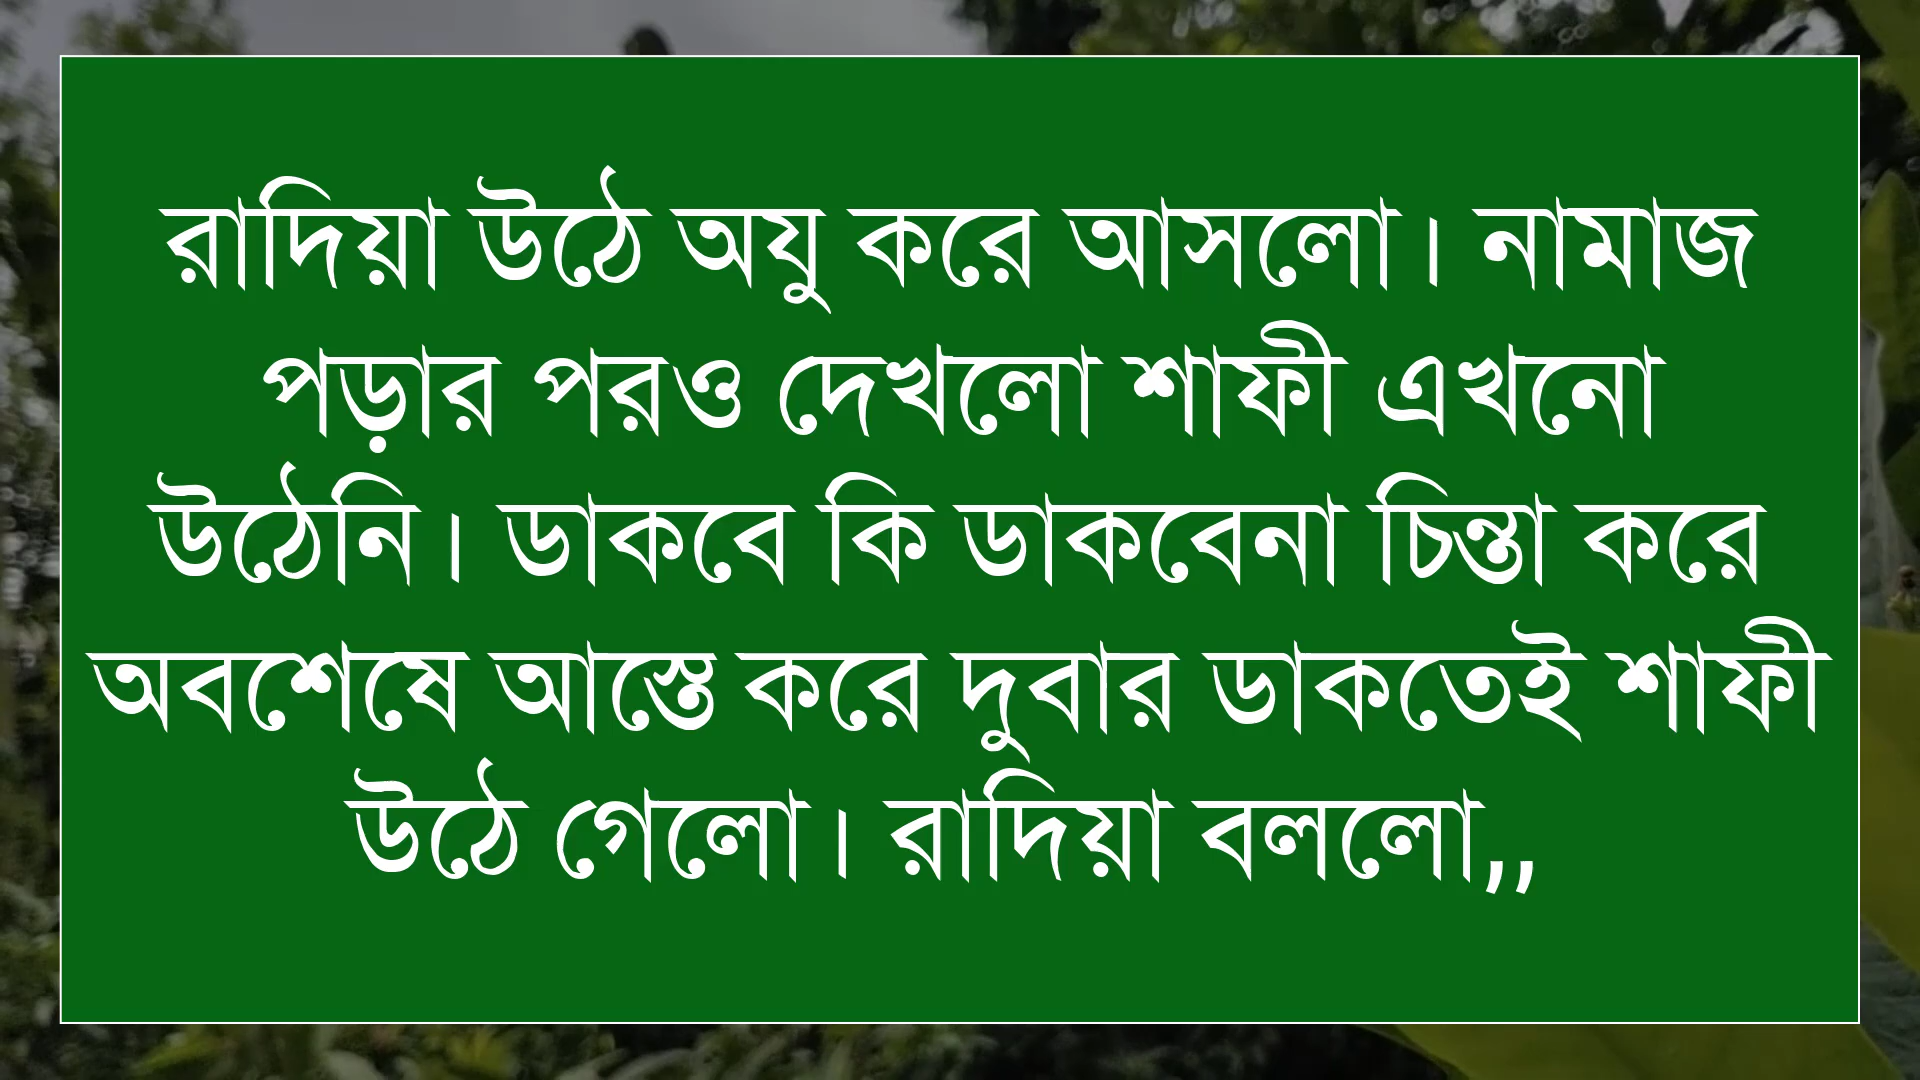 রাদিয়া উঠে অযু করে আসলো। নামাজ
পড়ার পরও দেখলো শাফী এখনো
উঠেনি। ডাকবে কি ডাকবেনা চিন্তা করে
অবশেষে আস্তে করে দুবার ডাকতেই শাফী
উঠে গেলো। রাদিয়া বললো,,